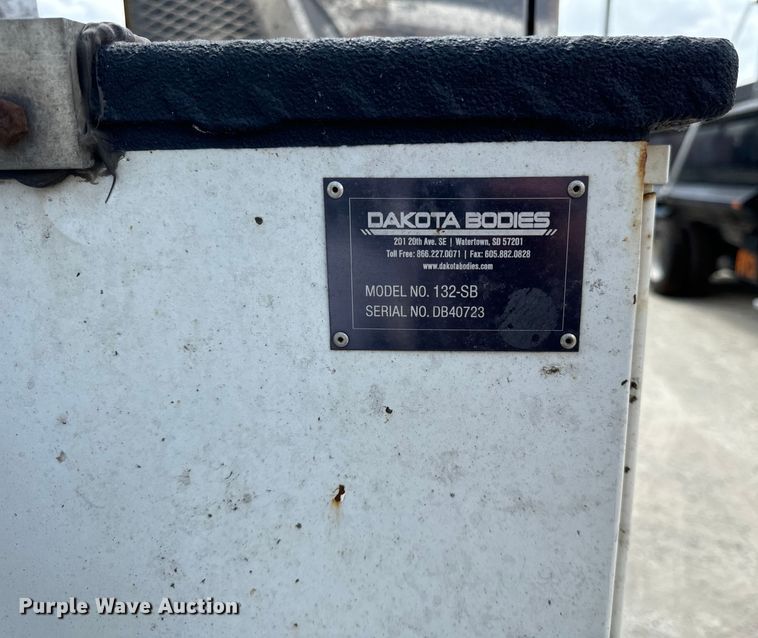 DAKOTA BODIES
201 20th Ave. SE | Watertown, SD 57201
Toll Free: 866.227.0071 | Fax: 605.882.0828
www.dakotabodies.com
MODEL NO. 132-SB
SERIAL NO. DB40723
Purple Wave Auction